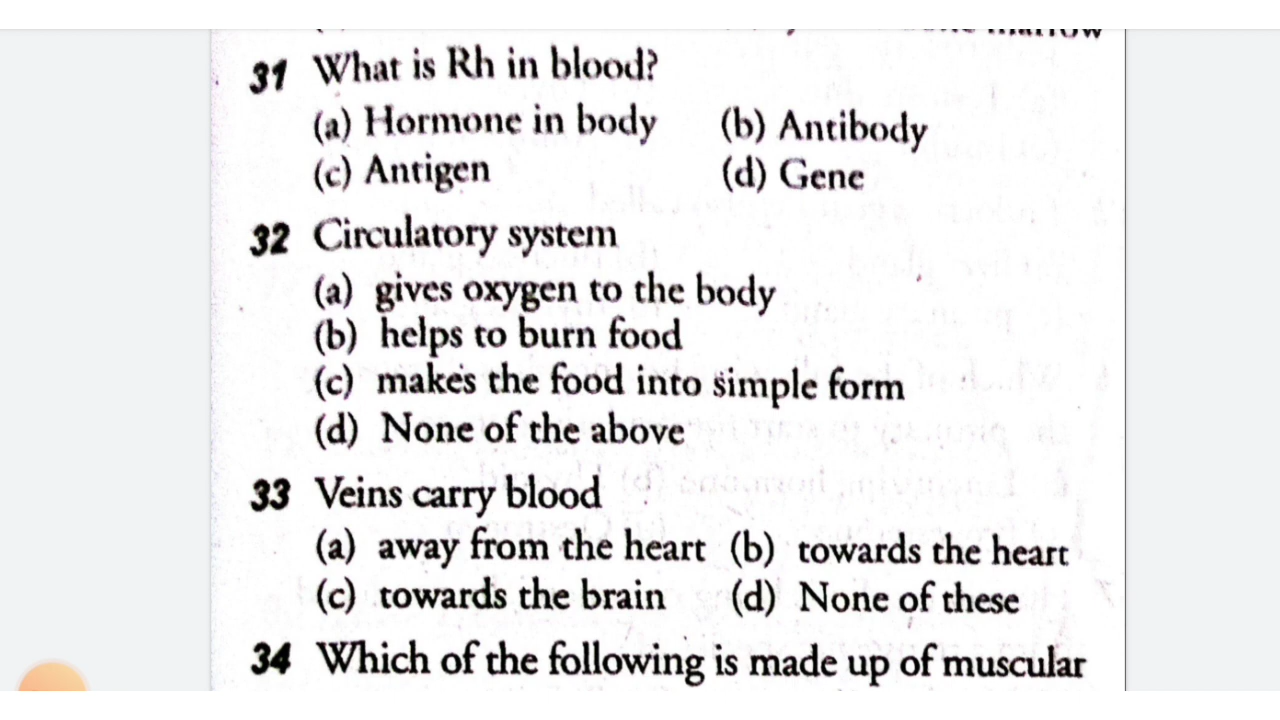 31 What is Rh in blood?
(a) Hormone in body (b) Antibody
(c) Antigen (d) Gene
32 Circulatory system
(a) gives oxygen to the body
(b) helps to burn food
(c) makes the food into simple form
(d) None of the above
33 Veins carry blood
(a) away from the heart (b) towards the heart
(c) towards the brain (d) None of these
34 Which of the following is made up of muscular